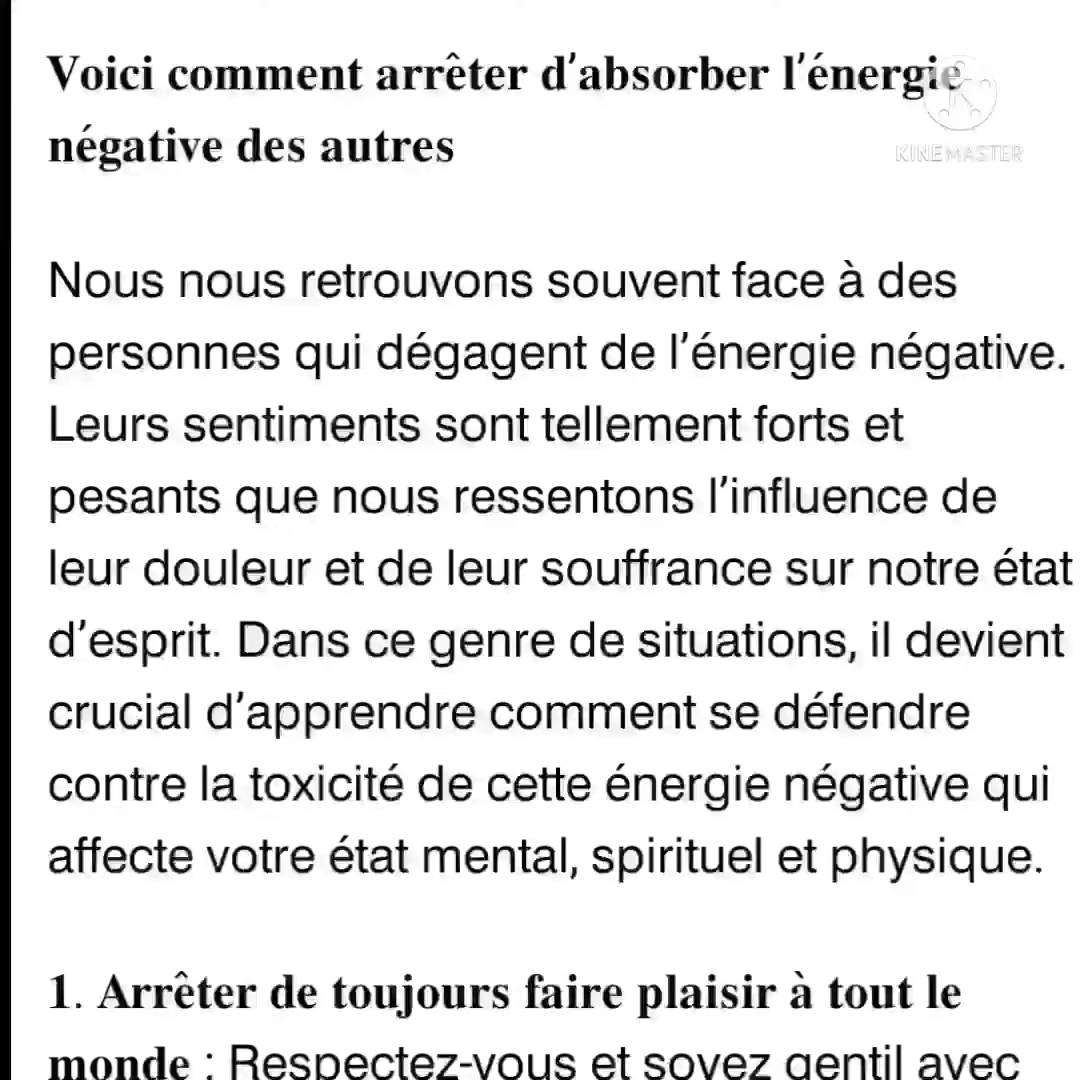 Voici comment arrêter d’absorber l’énergie
négative des autres
KINEMASTER
Nous nous retrouvons souvent face à des
personnes qui dégagent de l’énergie négative.
Leurs sentiments sont tellement forts et
pesants que nous ressentons l’influence de
leur douleur et de leur souffrance sur notre état
d’esprit. Dans ce genre de situations, il devient
crucial d’apprendre comment se défendre
contre la toxicité de cette énergie négative qui
affecte votre état mental, spirituel et physique.
1. Arrêter de toujours faire plaisir à tout le
monde : Respectez-vous et soyez gentil avec